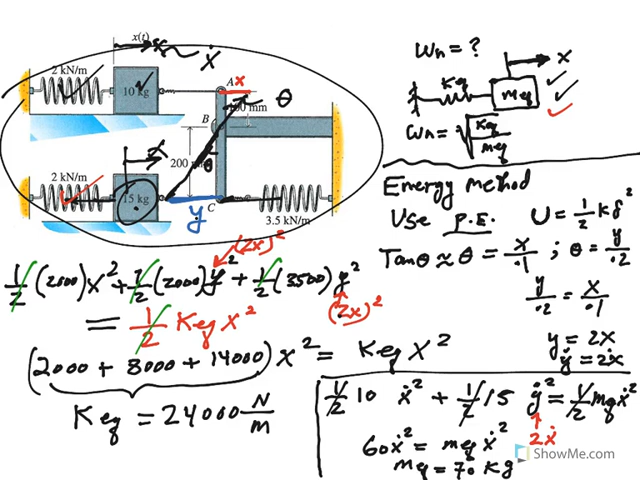 x(t)
x ẋ
2 kN/m
10 kg
A x
θ
100 mm
B
θ
200
2 kN/m
x
15 kg
y
C
3.5 kN/m
Wn = ?
x
Keq
meq
Wn = √ Keq / meq
Energy method
Use P.E. U = 1/2 k δ²
Tan θ ≈ θ = x/.1 ; θ = y/.2
y/.2 = x/.1
y = 2x
ẏ = 2ẋ
(2x)²
1/2 (2000) x² + 1/2 (2000) y² + 1/2 (3500) y²
(2x)²
= 1/2 Keq x²
(2000 + 8000 + 14000) x² = Keq x²
Keq = 24000 N/m
1/2 10 ẋ² + 1/2 15 ẏ² = 1/2 meq ẋ²
2ẋ
60ẋ² = meq ẋ²
meq = 70 kg
ShowMe.com